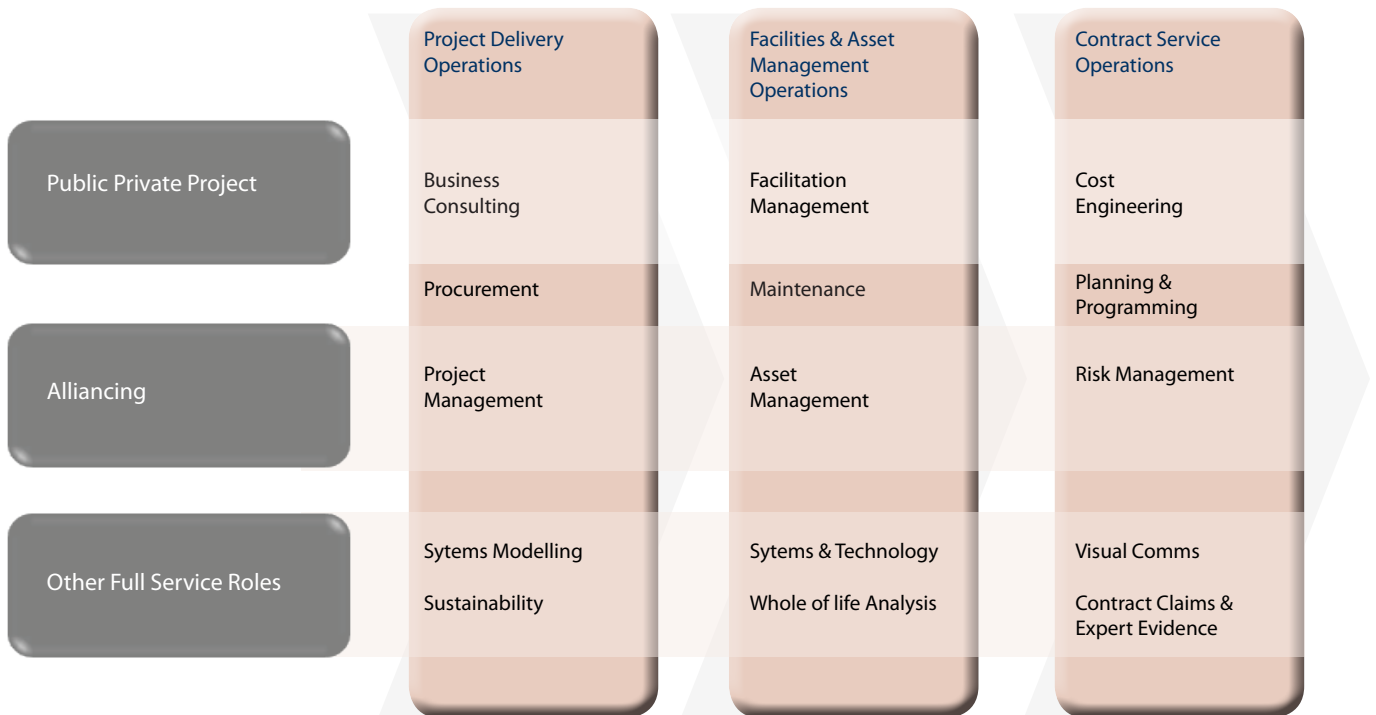 Project Delivery
Operations
Facilities & Asset
Management
Operations
Contract Service
Operations
Public Private Project
Business
Consulting
Facilitation
Management
Cost
Engineering
Procurement
Maintenance
Planning &
Programming
Alliancing
Project
Management
Asset
Management
Risk Management
Other Full Service Roles
Sytems Modelling
Sytems & Technology
Visual Comms
Sustainability
Whole of life Analysis
Contract Claims &
Expert Evidence